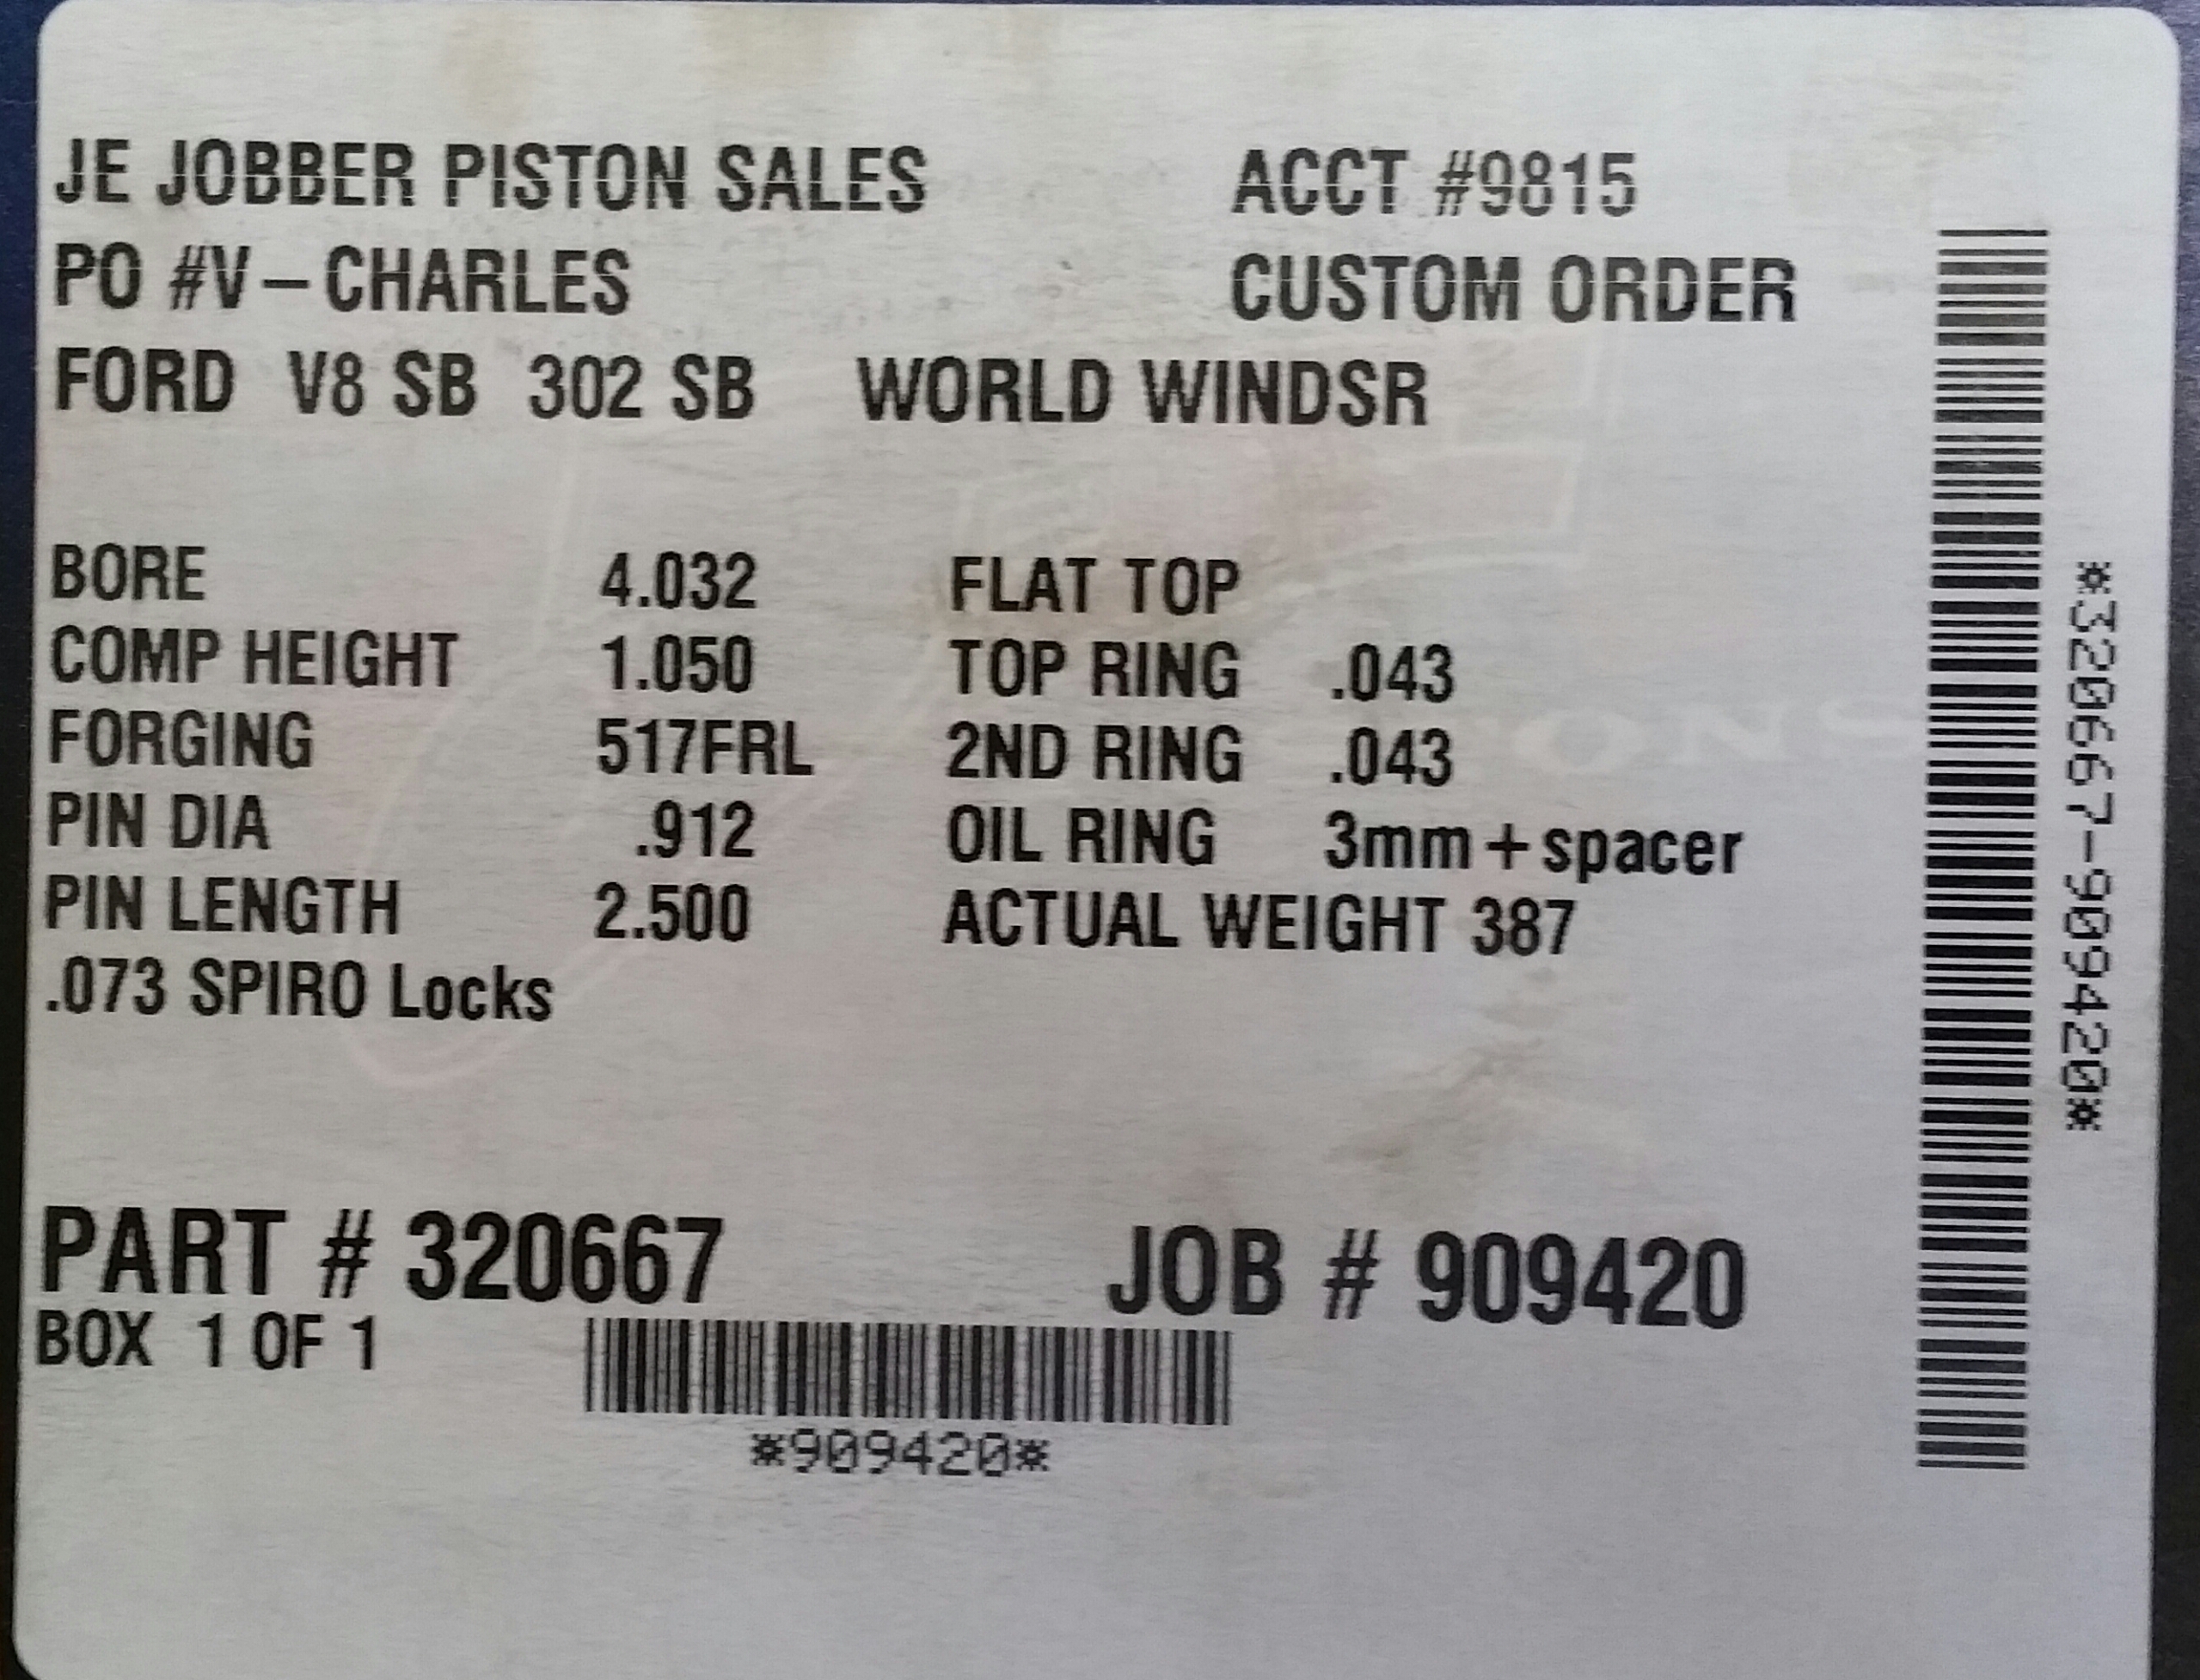 JE JOBBER PISTON SALES ACCT #9815
PO #V-CHARLES CUSTOM ORDER
FORD V8 SB 302 SB WORLD WINDSR
BORE 4.032 FLAT TOP
COMP HEIGHT 1.050 TOP RING .043
FORGING 517FRL 2ND RING .043
PIN DIA .912 OIL RING 3mm+spacer
PIN LENGTH 2.500 ACTUAL WEIGHT 387
.073 SPIRO Locks
PART # 320667 JOB # 909420
BOX 1 OF 1
*909420*
*320667-909420*